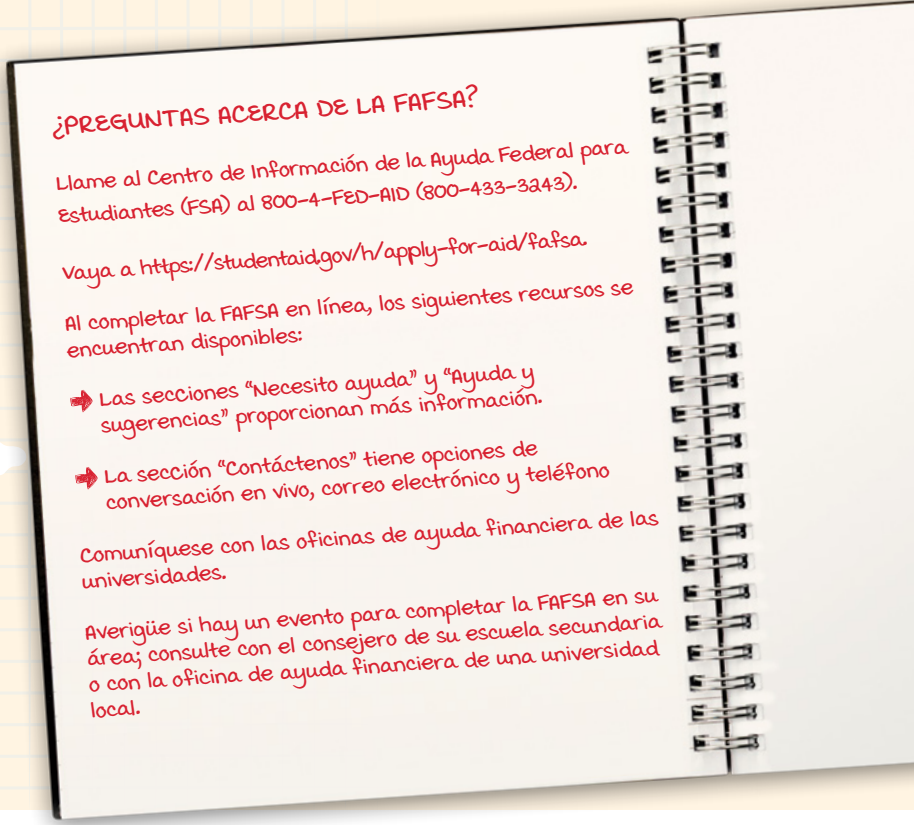 ¿PREGUNTAS ACERCA DE LA FAFSA?
Llame al Centro de Información de la Ayuda Federal para
Estudiantes (FSA) al 800-4-FED-AID (800-433-3243).
Vaya a https://studentaid.gov/h/apply-for-aid/fafsa.
Al completar la FAFSA en línea, los siguientes recursos se
encuentran disponibles:
Las secciones “Necesito ayuda” y “Ayuda y
sugerencias” proporcionan más información.
La sección “Contáctenos” tiene opciones de
conversación en vivo, correo electrónico y teléfono
Comuníquese con las oficinas de ayuda financiera de las
universidades.
Averigüe si hay un evento para completar la FAFSA en su
área; consulte con el consejero de su escuela secundaria
o con la oficina de ayuda financiera de una universidad
local.